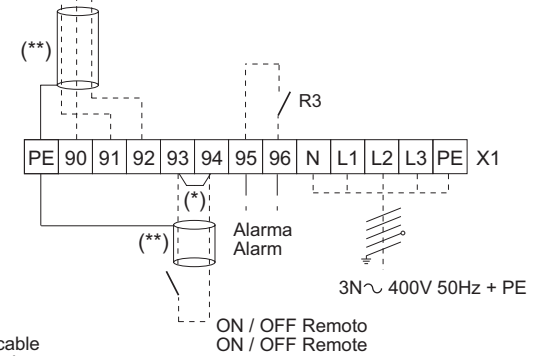 (**)
R3
PE 90 91 92 93 94 95 96 N L1 L2 L3 PE X1
(*)
(**)
Alarma
Alarm
3N~ 400V 50Hz + PE
ON / OFF Remoto
ON / OFF Remote
cable